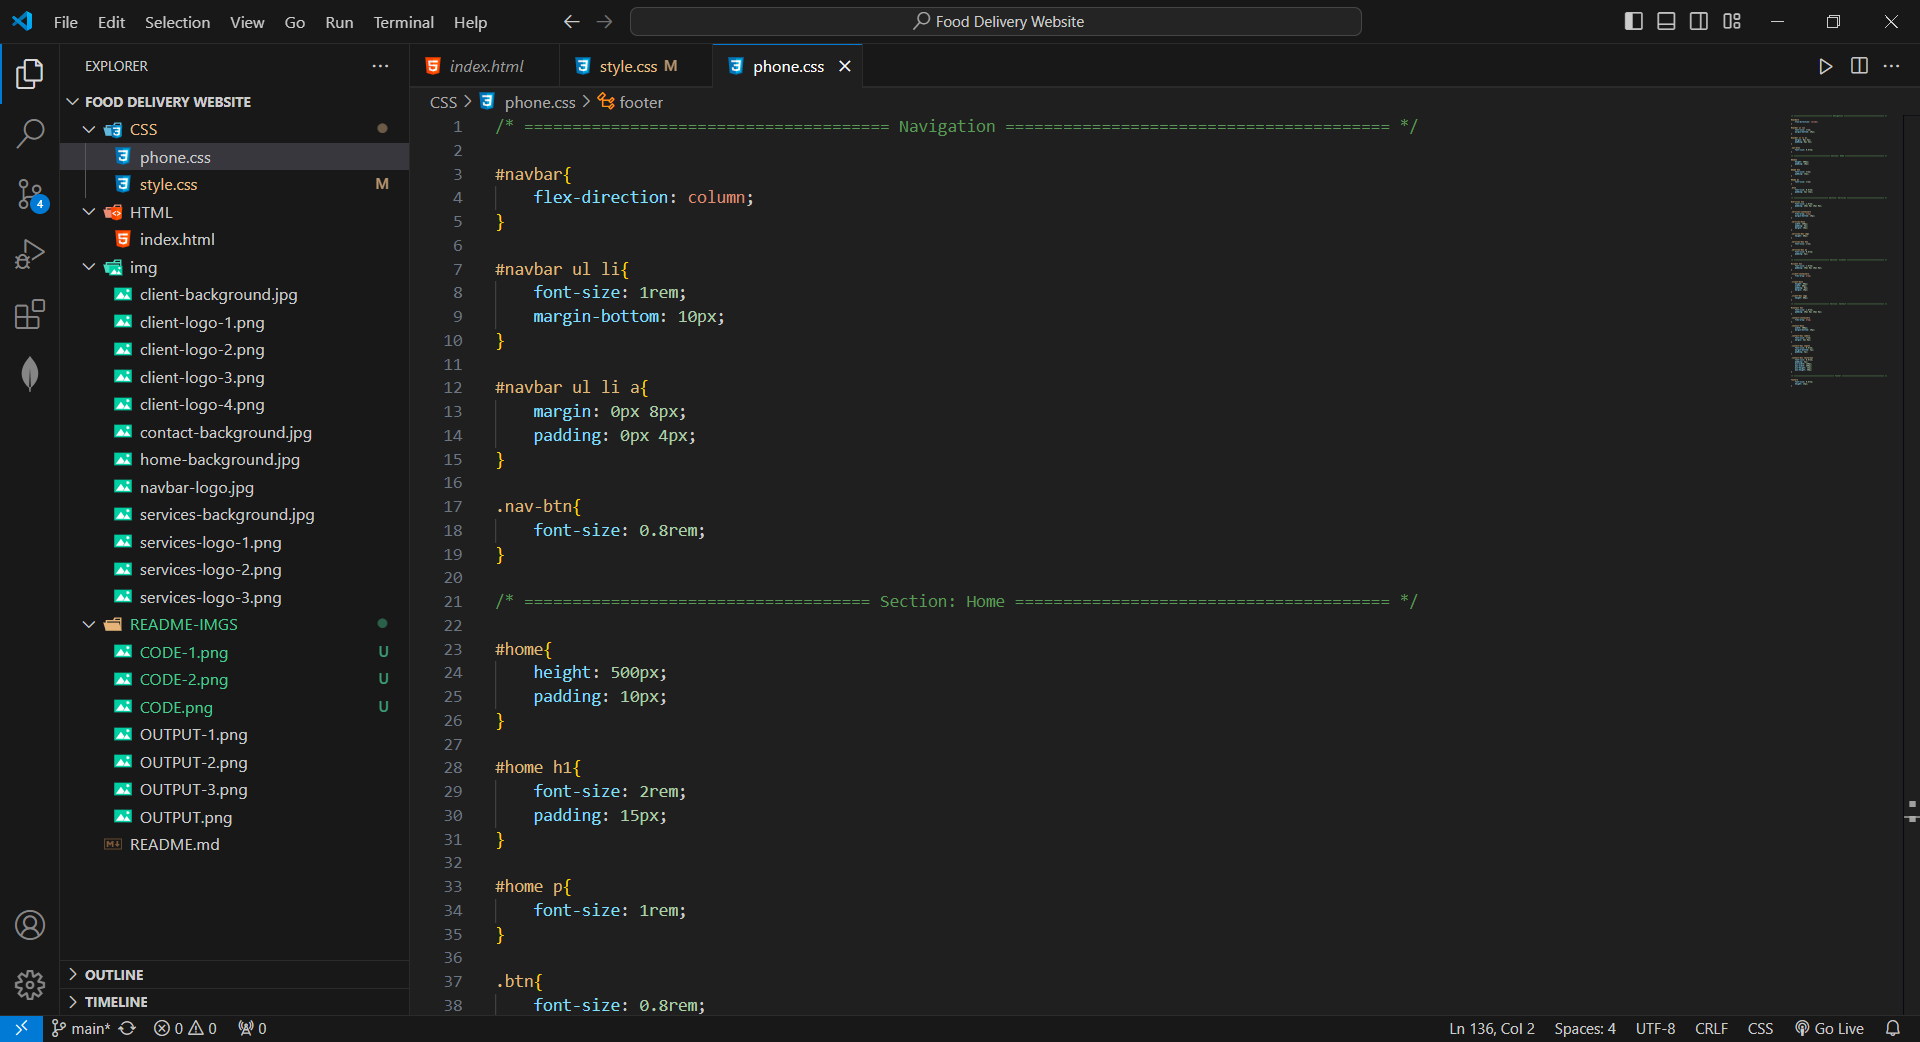 File Edit Selection View Go Run Terminal Help
Food Delivery Website
EXPLORER
FOOD DELIVERY WEBSITE
CSS
phone.css
style.css M
HTML
index.html
img
client-background.jpg
client-logo-1.png
client-logo-2.png
client-logo-3.png
client-logo-4.png
contact-background.jpg
home-background.jpg
navbar-logo.jpg
services-background.jpg
services-logo-1.png
services-logo-2.png
services-logo-3.png
README-IMGS
CODE-1.png U
CODE-2.png U
CODE.png U
OUTPUT-1.png
OUTPUT-2.png
OUTPUT-3.png
OUTPUT.png
README.md
OUTLINE
TIMELINE
4
index.html style.css M phone.css
CSS > phone.css > footer
1 /* ====================================== Navigation ======================================== */
2
3 #navbar{
4 flex-direction: column;
5 }
6
7 #navbar ul li{
8 font-size: 1rem;
9 margin-bottom: 10px;
10 }
11
12 #navbar ul li a{
13 margin: 0px 8px;
14 padding: 0px 4px;
15 }
16
17 .nav-btn{
18 font-size: 0.8rem;
19 }
20
21 /* ==================================== Section: Home ======================================= */
22
23 #home{
24 height: 500px;
25 padding: 10px;
26 }
27
28 #home h1{
29 font-size: 2rem;
30 padding: 15px;
31 }
32
33 #home p{
34 font-size: 1rem;
35 }
36
37 .btn{
38 font-size: 0.8rem;
main* 0 0 0 Ln 136, Col 2 Spaces: 4 UTF-8 CRLF CSS Go Live